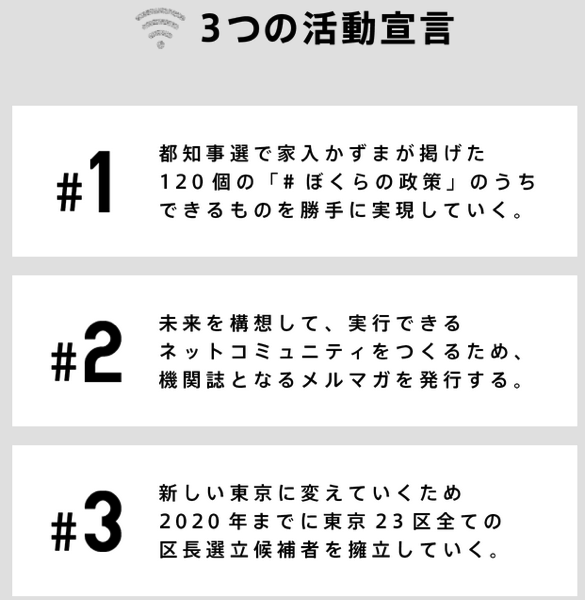 3つの活動宣言
#1
都知事選で家入かずまが掲げた
120個の「#ぼくらの政策」のうち
できるものを勝手に実現していく。
#2
未来を構想して、実行できる
ネットコミュニティをつくるため、
機関誌となるメルマガを発行する。
#3
新しい東京に変えていくため
2020年までに東京23区全ての
区長選立候補者を擁立していく。